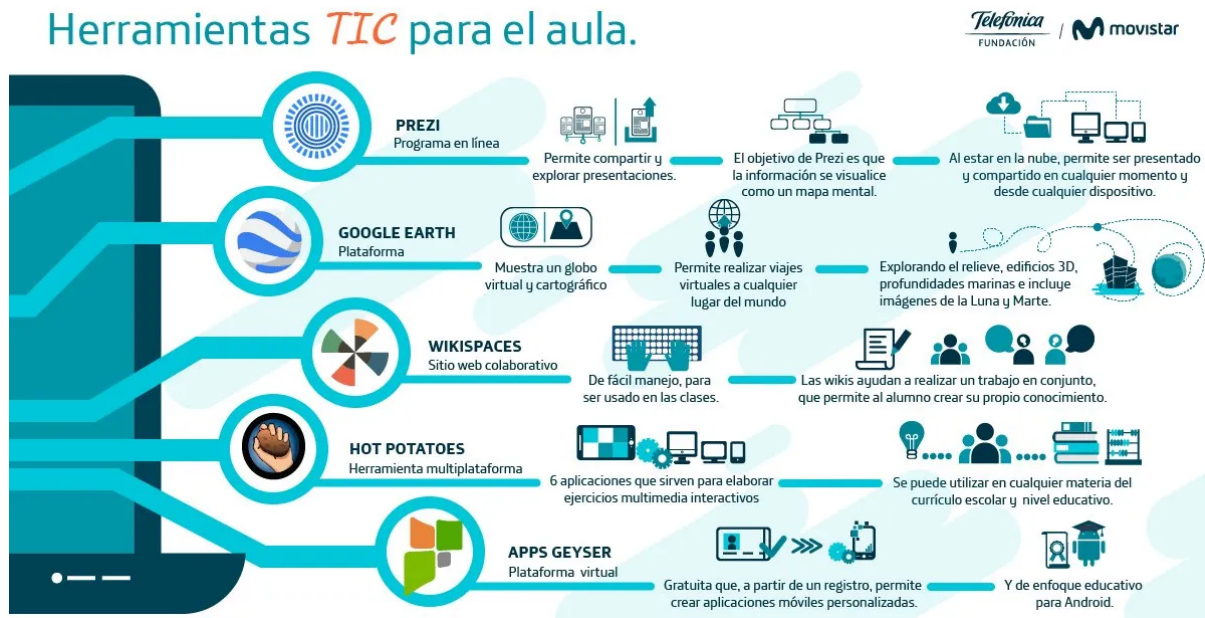 Herramientas TIC para el aula.
Telefónica
FUNDACIÓN
/ movistar
PREZI
Programa en línea
Permite compartir y
explorar presentaciones.
El objetivo de Prezi es que
la información se visualice
como un mapa mental.
Al estar en la nube, permite ser presentado
y compartido en cualquier momento y
desde cualquier dispositivo.
GOOGLE EARTH
Plataforma
Muestra un globo
virtual y cartográfico
Permite realizar viajes
virtuales a cualquier
lugar del mundo
Explorando el relieve, edificios 3D,
profundidades marinas e incluye
imágenes de la Luna y Marte.
WIKISPACES
Sitio web colaborativo
De fácil manejo, para
ser usado en las clases.
Las wikis ayudan a realizar un trabajo en conjunto,
que permite al alumno crear su propio conocimiento.
HOT POTATOES
Herramienta multiplataforma
6 aplicaciones que sirven para elaborar
ejercicios multimedia interactivos
Se puede utilizar en cualquier materia del
currículo escolar y nivel educativo.
APPS GEYSER
Plataforma virtual
Gratuita que, a partir de un registro, permite
crear aplicaciones móviles personalizadas.
Y de enfoque educativo
para Android.